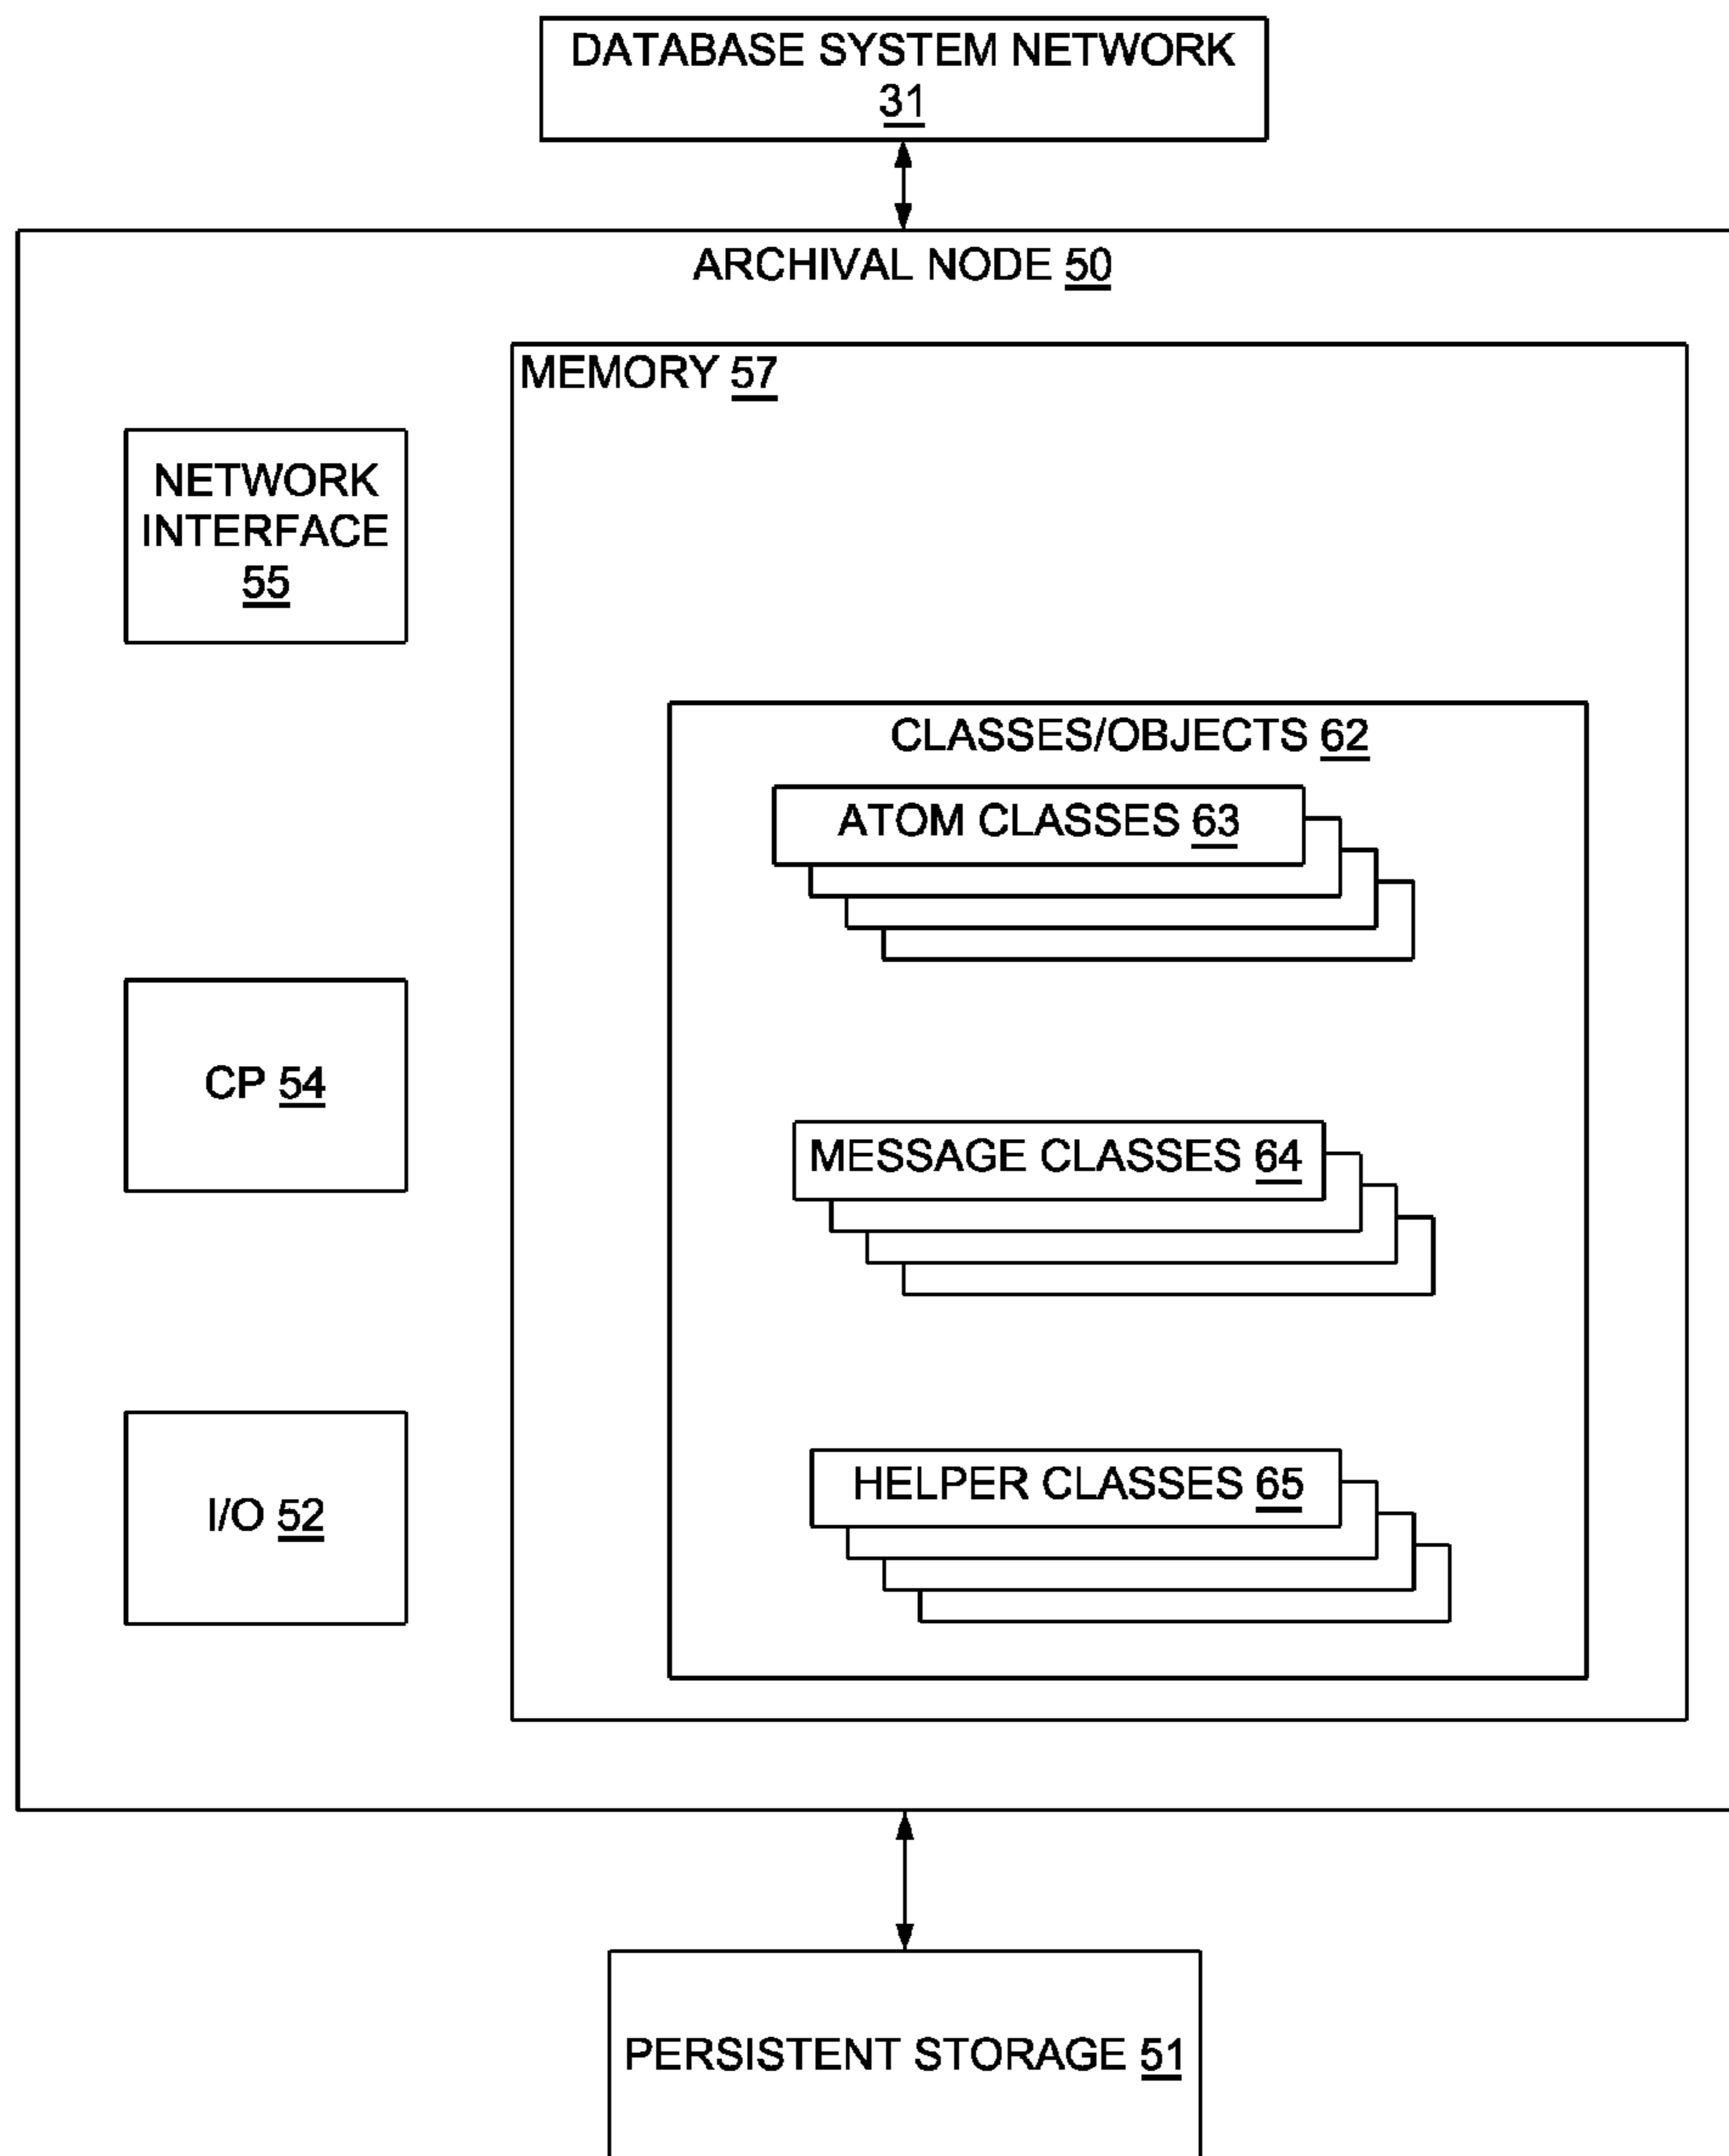 DATABASE SYSTEM NETWORK
31
ARCHIVAL NODE 50
MEMORY 57
NETWORK
INTERFACE
55
CLASSES/OBJECTS 62
ATOM CLASSES 63
CP 54
MESSAGE CLASSES 64
I/O 52
HELPER CLASSES 65
PERSISTENT STORAGE 51